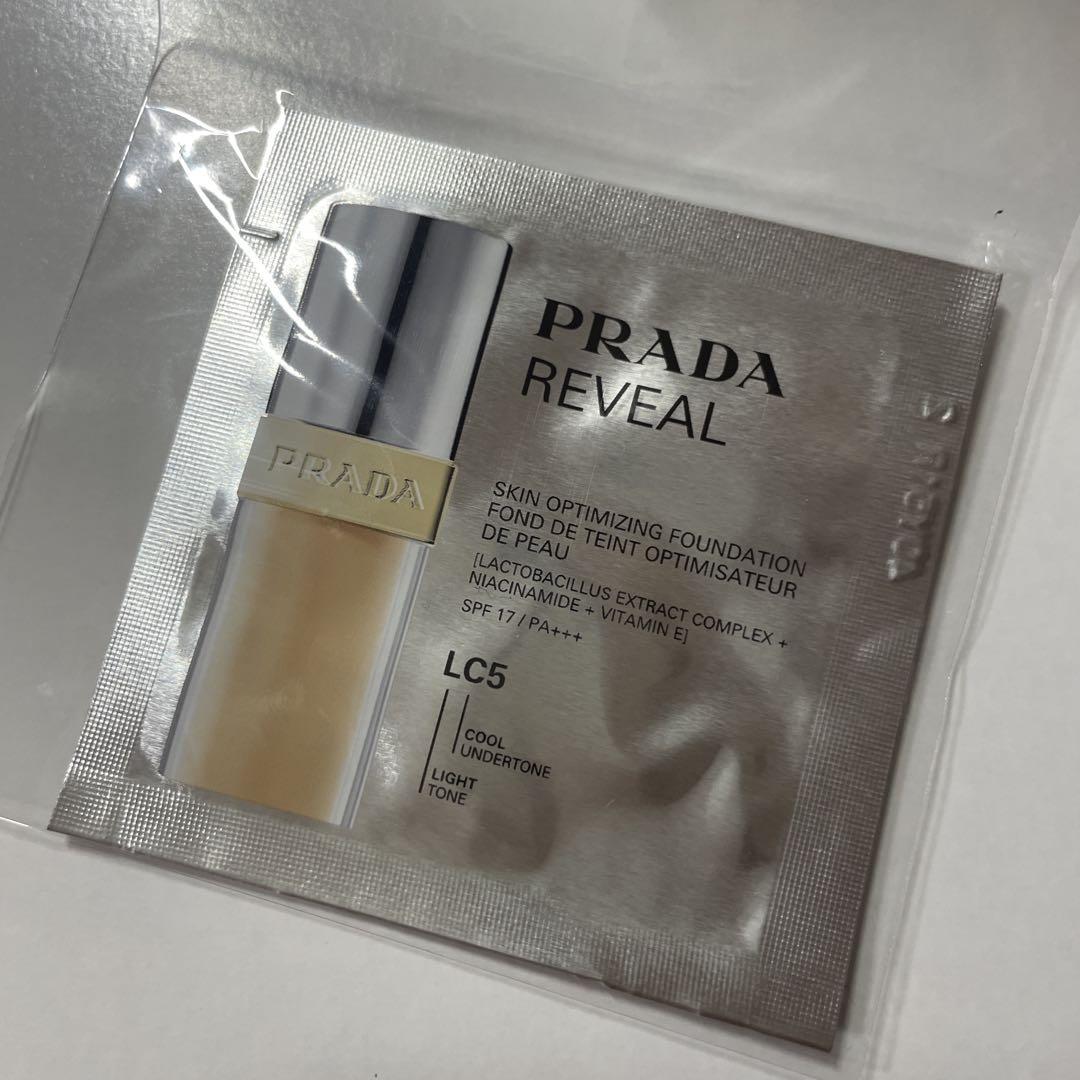 PRADA
REVEAL
PRADA
SKIN OPTIMIZING FOUNDATION
FOND DE TEINT OPTIMISATEUR
DE PEAU
[LACTOBACILLUS EXTRACT COMPLEX +
NIACINAMIDE + VITAMIN E]
SPF 17 / PA+++
LC5
COOL
UNDERTONE
LIGHT
TONE